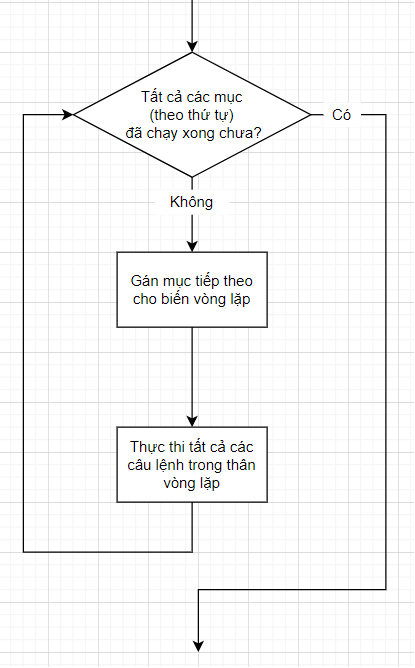 Tất cả các mục
(theo thứ tự)
đã chạy xong chưa?
Có
Không
Gán mục tiếp theo
cho biến vòng lặp
Thực thi tất cả các
câu lệnh trong thân
vòng lặp